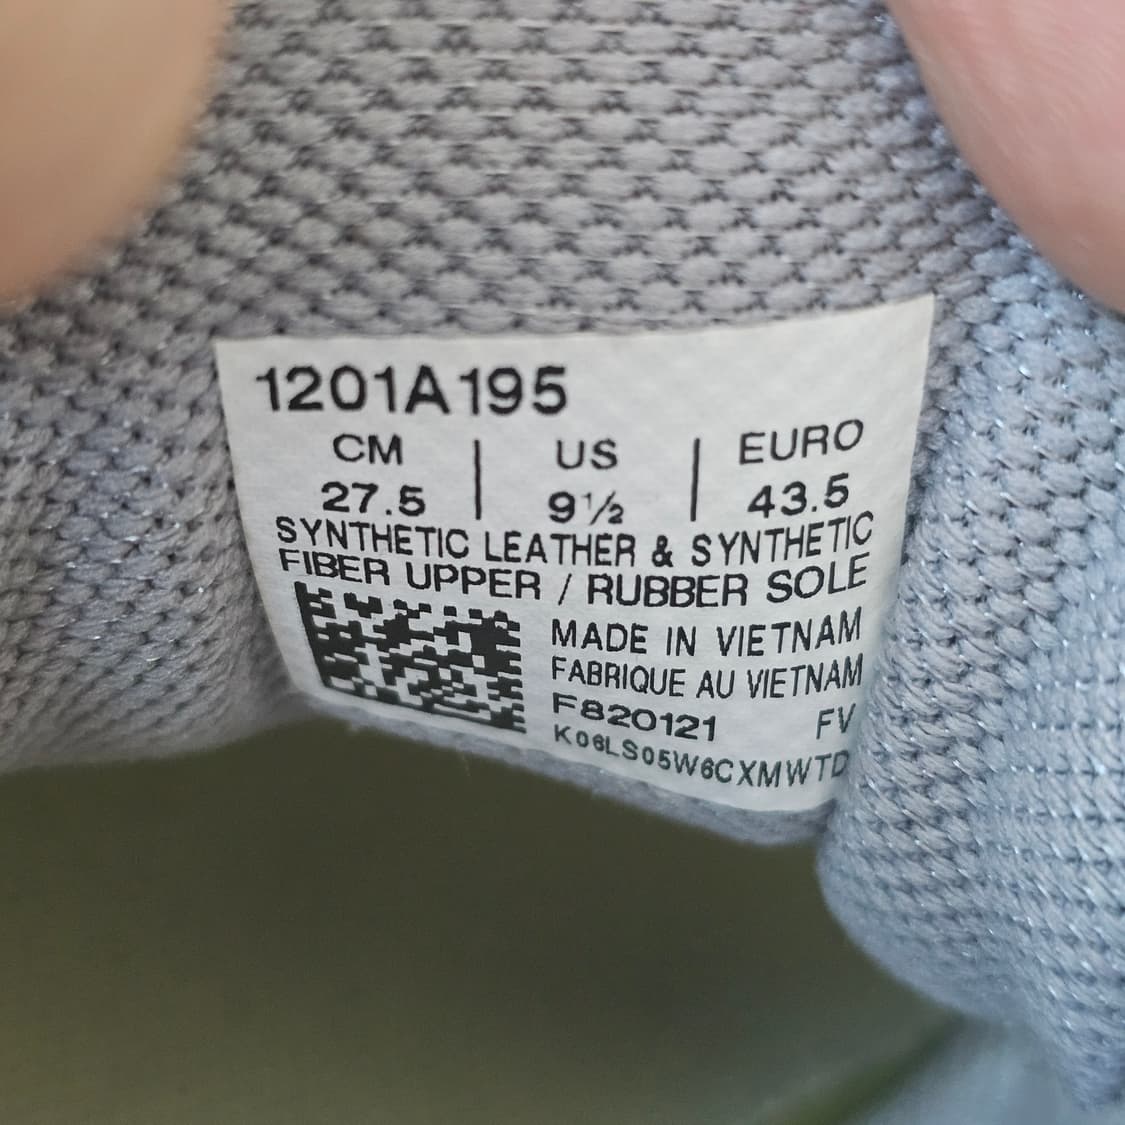 1201A195
CM | US | EURO
27.5 | 9½ | 43.5
SYNTHETIC LEATHER & SYNTHETIC
FIBER UPPER / RUBBER SOLE
MADE IN VIETNAM
FABRIQUE AU VIETNAM
F820121 FV
K06LS05W6CXMWTD